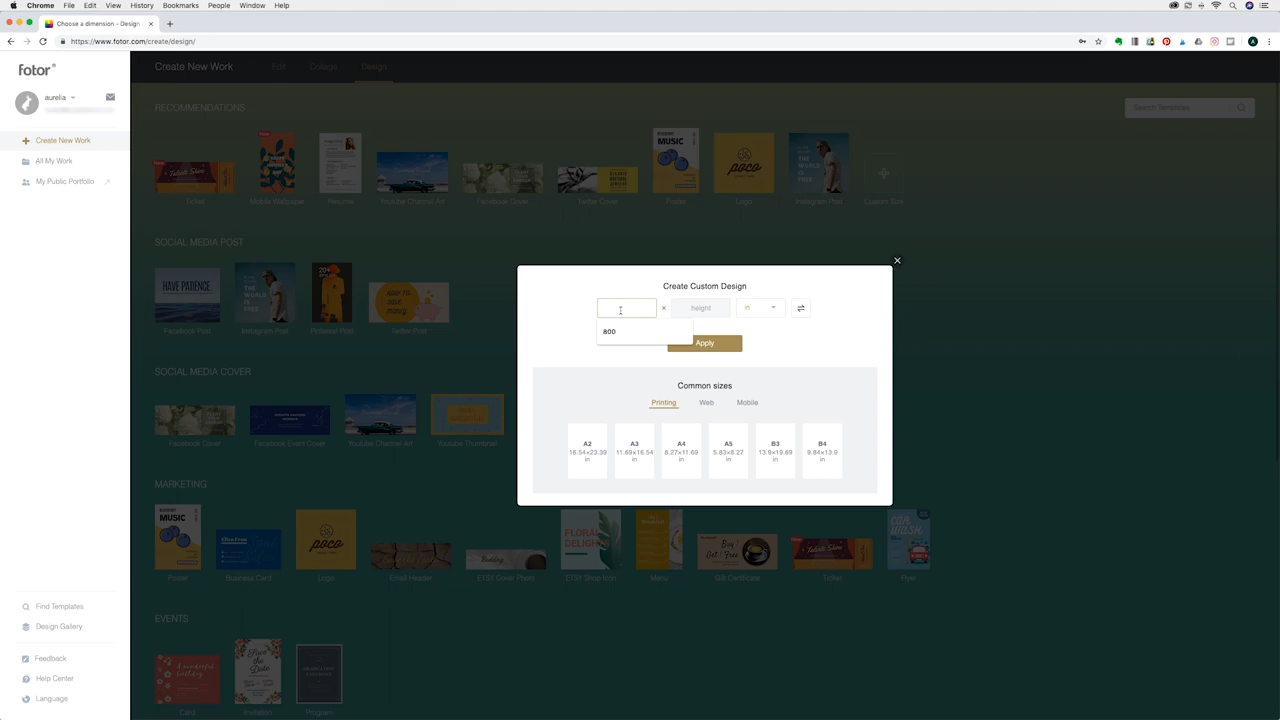 Chrome File Edit View History Bookmarks People Window Help
Choose a dimension - Design
https://www.fotor.com/create/design/
fotor
aurelia
Create New Work
All My Work
My Public Portfolio
Find Templates
Design Gallery
Feedback
Help Center
Language
Create New Work Edit Collage Design
Search Templates
RECOMMENDATIONS
Ticket Mobile Wallpaper Resume Youtube Channel Art Facebook Cover Twitter Cover Poster Logo Instagram Post Custom Size
SOCIAL MEDIA POST
Facebook Post Instagram Post Pinterest Post Twitter Post
SOCIAL MEDIA COVER
Facebook Cover Facebook Event Cover Youtube Channel Art Youtube Thumbnail
MARKETING
Poster Business Card Logo Email Header ETSY Cover Photo ETSY Shop Icon Menu Gift Certificate Ticket Flyer
EVENTS
Card Invitation Program
Create Custom Design
× height in
800
Apply
Common sizes
Printing Web Mobile
A2 A3 A4 A5 B3 B4
16.54×23.39 11.69×16.54 8.27×11.69 5.83×8.27 13.9×19.69 9.84×13.9
in in in in in in